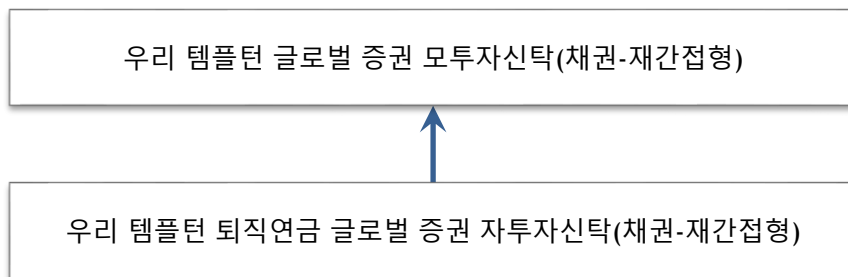 우리 템플턴 글로벌 증권 모투자신탁(채권-재간접형)
우리 템플턴 퇴직연금 글로벌 증권 자투자신탁(채권-재간접형)